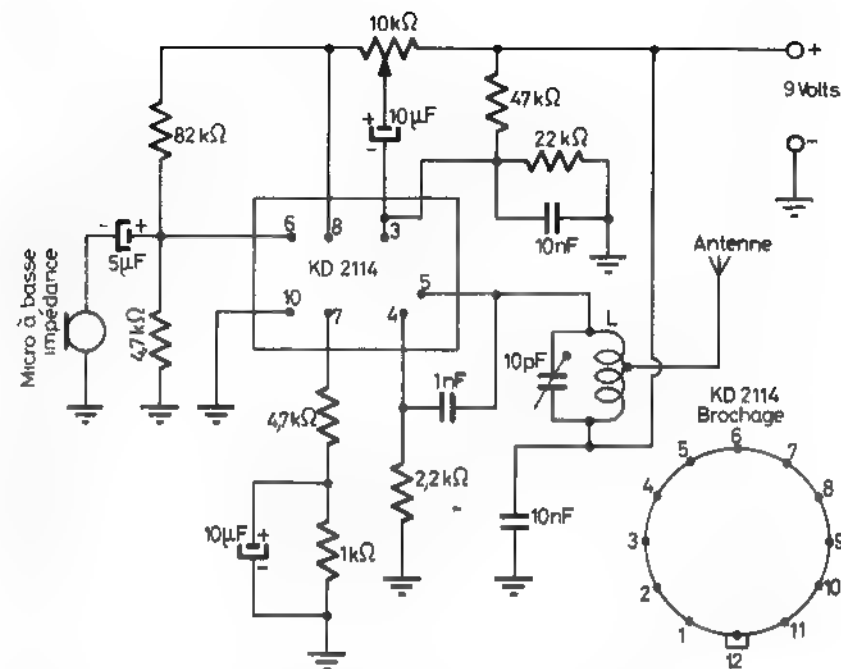 10kΩ
+
9 Volts
-
82kΩ
+
10µF
-
47kΩ
22kΩ
10nF
- +
5µF
6
8
3
KD 2114
5
10
7
4
Micro à basse
impédance
4,7kΩ
Antenne
L
10pF
1nF
4,7kΩ
2,2kΩ
10nF
10µF
+
-
1kΩ
KD 2114
Brochage
6
5
7
4
8
3
9
2
10
1
11
12